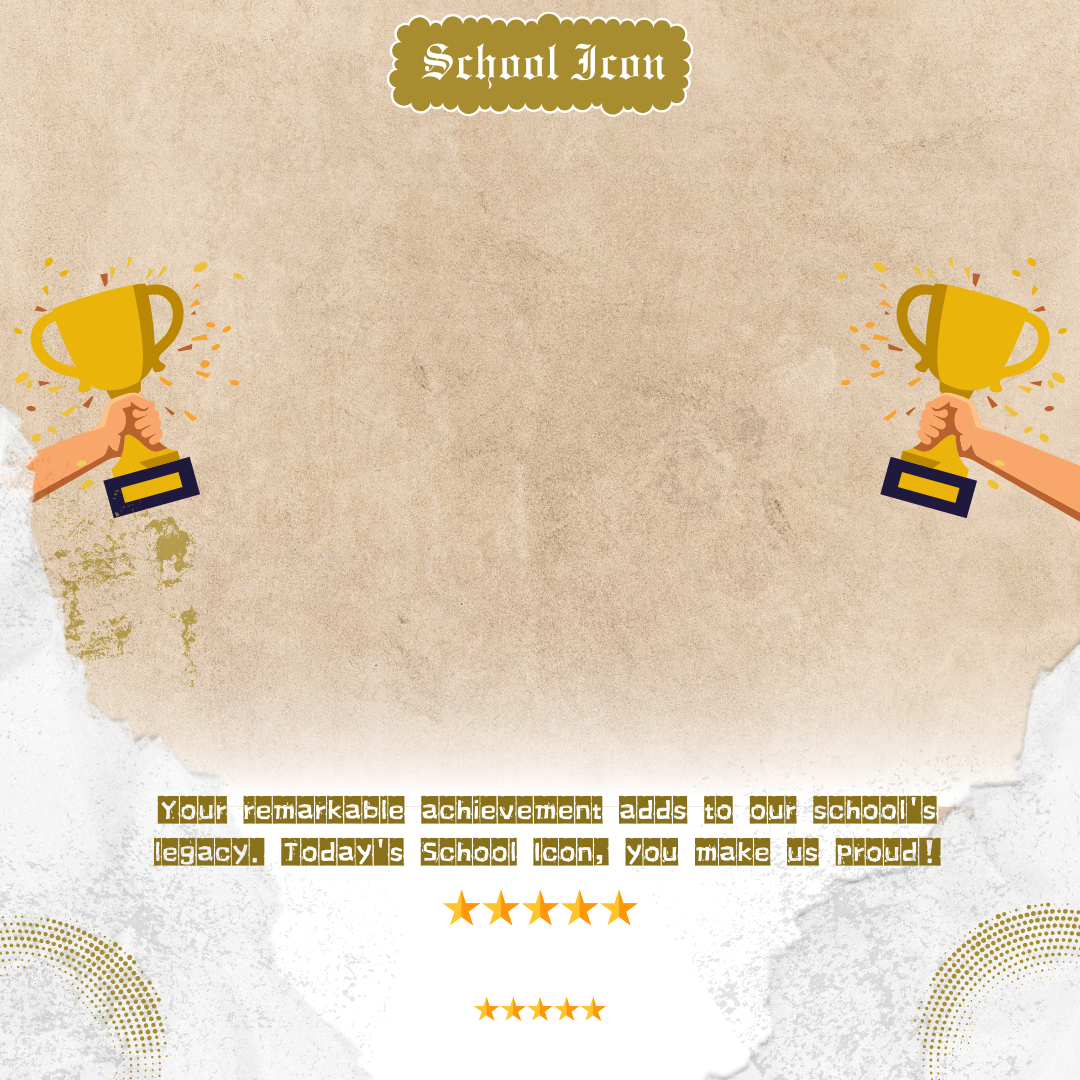 School Icon
Your remarkable achievement adds to our school's
legacy. Today's School Icon, you make us proud!